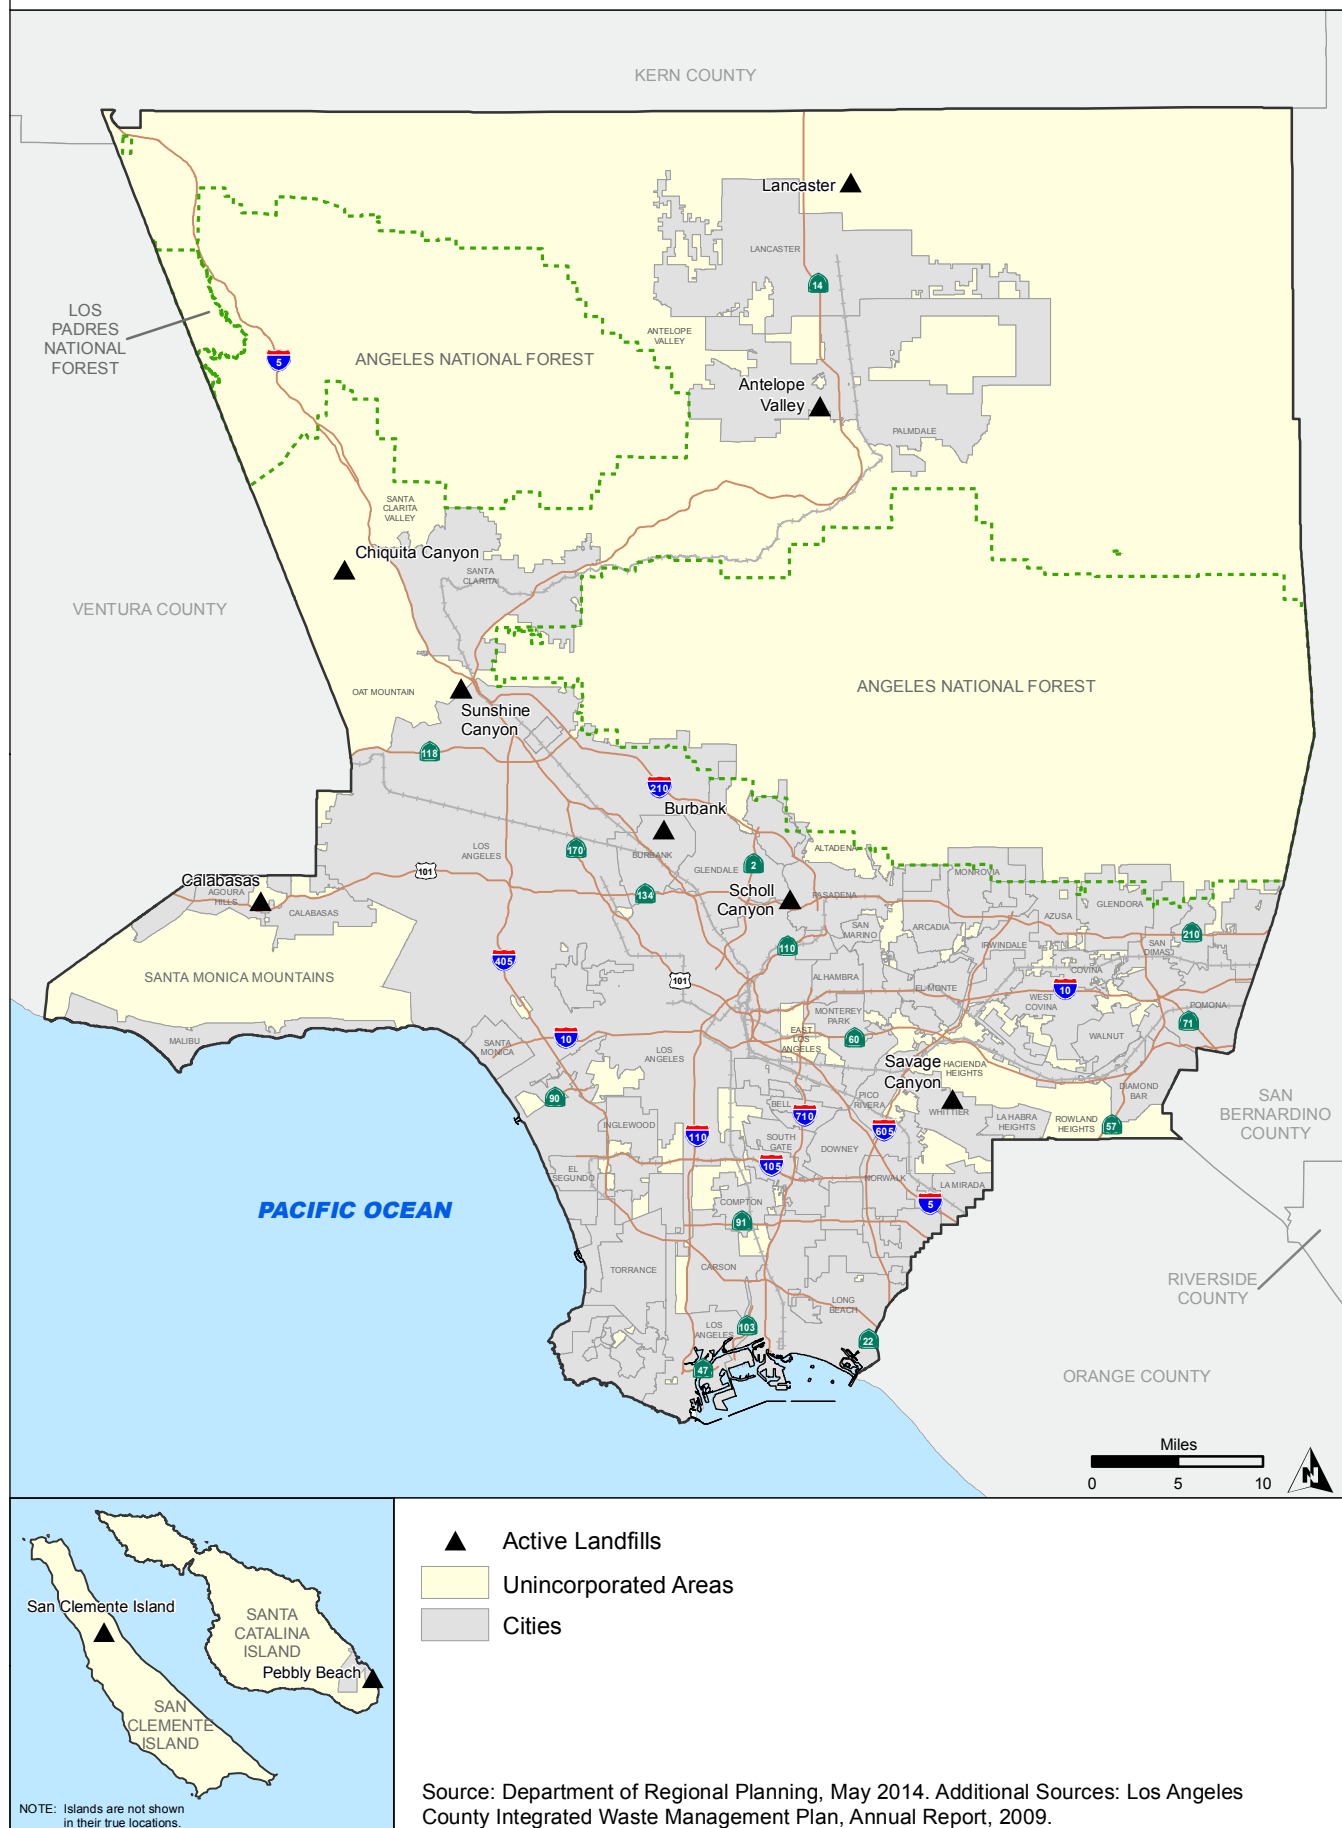 KERN COUNTY
Lancaster
LANCASTER
14
LOS
PADRES
NATIONAL
FOREST
ANTELOPE
VALLEY
5
ANGELES NATIONAL FOREST
Antelope
Valley
PALMDALE
SANTA
CLARITA
VALLEY
Chiquita Canyon
SANTA
CLARITA
VENTURA COUNTY
OAT MOUNTAIN
ANGELES NATIONAL FOREST
Sunshine
Canyon
118
210
Burbank
LOS
ANGELES
170
BURBANK
ALTADENA
GLENDALE
2
101
MONROVIA
Calabasas
AGOURA
HILLS
134
Scholl
Canyon
PASADENA
CALABASAS
GLENDORA
AZUSA
SAN
MARINO
ARCADIA
210
110
IRWINDALE
SAN
DIMAS
405
SANTA MONICA MOUNTAINS
101
ALHAMBRA
COVINA
EL MONTE
10
WEST
COVINA
POMONA
MONTEREY
PARK
71
EAST
LOS
ANGELES
60
WALNUT
MALIBU
SANTA
MONICA
10
LOS
ANGELES
Savage
Canyon
HACIENDA
HEIGHTS
DIAMOND
BAR
90
BELL
PICO
RIVERA
WHITTIER
710
LA HABRA
HEIGHTS
ROWLAND
HEIGHTS
57
SAN
BERNARDINO
COUNTY
INGLEWOOD
110
605
SOUTH
GATE
DOWNEY
105
EL
SEGUNDO
NORWALK
LA MIRADA
COMPTON
5
PACIFIC OCEAN
91
TORRANCE
CARSON
RIVERSIDE
COUNTY
LONG
BEACH
LOS
ANGELES
103
22
47
ORANGE COUNTY
Miles
0 5 10
N
San Clemente Island
SANTA
CATALINA
ISLAND
Pebbly Beach
SAN
CLEMENTE
ISLAND
NOTE: Islands are not shown
in their true locations.
Active Landfills
Unincorporated Areas
Cities
Source: Department of Regional Planning, May 2014. Additional Sources: Los Angeles
County Integrated Waste Management Plan, Annual Report, 2009.